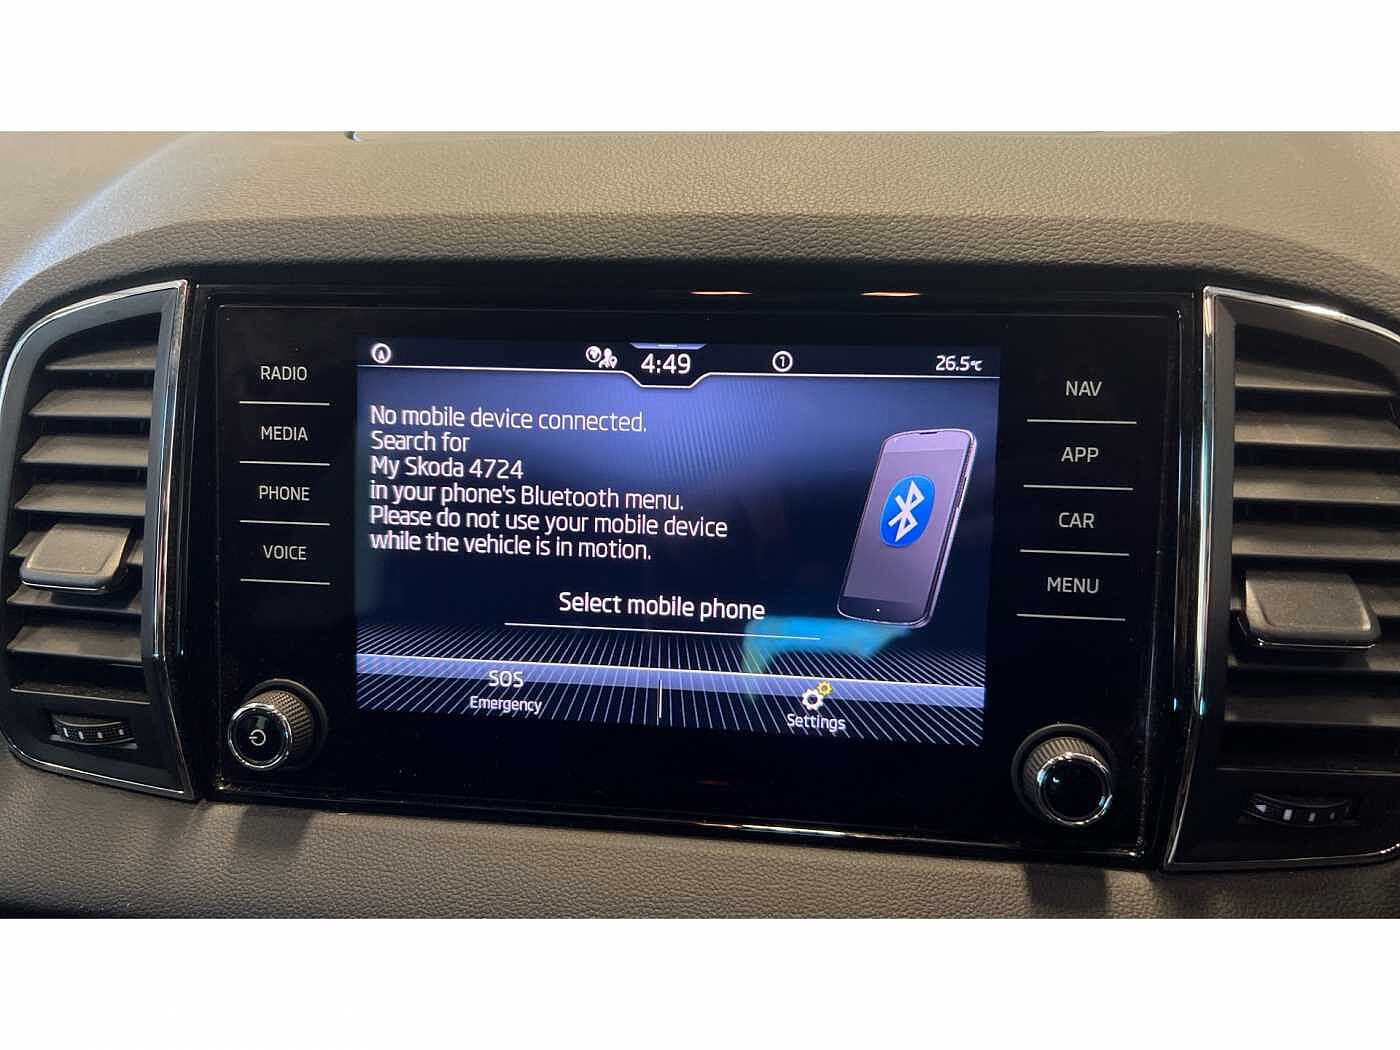 RADIO
MEDIA
PHONE
VOICE
4:49
1
26.5°C
No mobile device connected.
Search for
My Skoda 4724
in your phone's Bluetooth menu.
Please do not use your mobile device
while the vehicle is in motion.
Select mobile phone
SOS
Emergency
Settings
NAV
APP
CAR
MENU